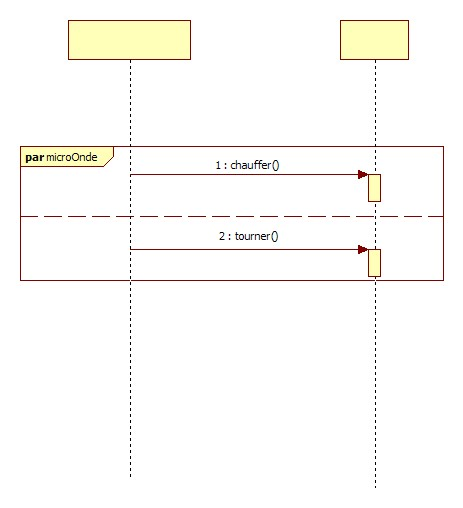 par microOnde
1 : chauffer()
2 : tourner()